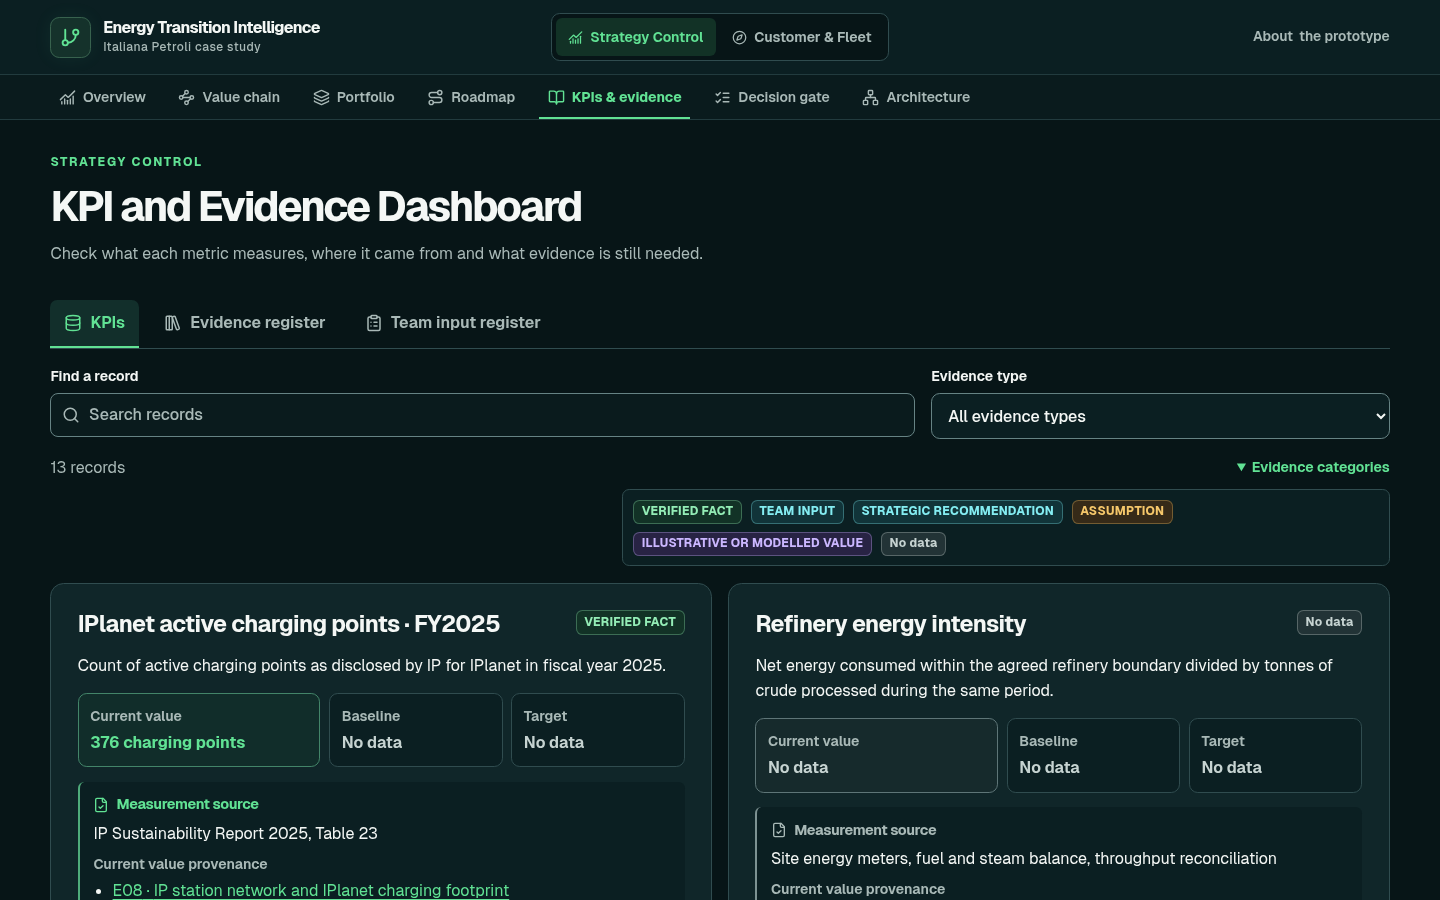 Energy Transition Intelligence
Italiana Petroli case study
Strategy Control
Customer & Fleet
About the prototype
Overview
Value chain
Portfolio
Roadmap
KPIs & evidence
Decision gate
Architecture
STRATEGY CONTROL
KPI and Evidence Dashboard
Check what each metric measures, where it came from and what evidence is still needed.
KPIs
Evidence register
Team input register
Find a record
Search records
Evidence type
All evidence types
13 records
▼ Evidence categories
VERIFIED FACT
TEAM INPUT
STRATEGIC RECOMMENDATION
ASSUMPTION
ILLUSTRATIVE OR MODELLED VALUE
No data
IPlanet active charging points · FY2025
VERIFIED FACT
Count of active charging points as disclosed by IP for IPlanet in fiscal year 2025.
Current value
376 charging points
Baseline
No data
Target
No data
Measurement source
IP Sustainability Report 2025, Table 23
Current value provenance
• E08 · IP station network and IPlanet charging footprint
Refinery energy intensity
No data
Net energy consumed within the agreed refinery boundary divided by tonnes of
crude processed during the same period.
Current value
No data
Baseline
No data
Target
No data
Measurement source
Site energy meters, fuel and steam balance, throughput reconciliation
Current value provenance